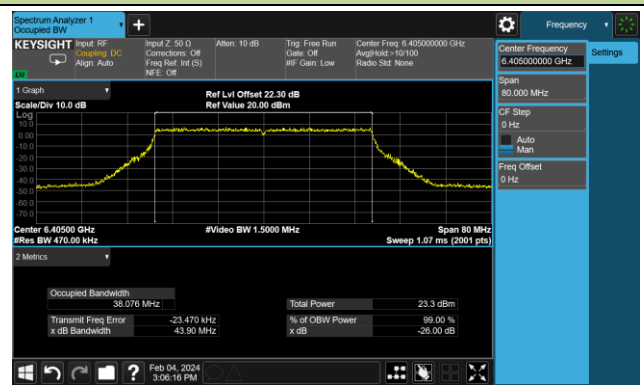 Spectrum Analyzer 1
Occupied BW
Frequency
KEYSIGHT
Input: RF
Coupling: DC
Align: Auto
Input Z: 50 Ω
Corrections: Off
Freq Ref: Int (S)
NFE: Off
Atten: 10 dB
Trig: Free Run
Gate: Off
#IF Gain: Low
Center Freq: 6.405000000 GHz
Avg|Hold:>10/100
Radio Std: None
Center Frequency
6.405000000 GHz
Settings
Span
80.000 MHz
CF Step
0 Hz
Auto
Man
Freq Offset
0 Hz
1 Graph
Scale/Div 10.0 dB
Ref Lvl Offset 22.30 dB
Ref Value 20.00 dBm
Log
10.0
0.00
-10.0
-20.0
-30.0
-40.0
-50.0
-60.0
-70.0
Center 6.40500 GHz
#Res BW 470.00 kHz
#Video BW 1.5000 MHz
Span 80 MHz
Sweep 1.07 ms (2001 pts)
2 Metrics
Occupied Bandwidth
38.076 MHz
Total Power 23.3 dBm
Transmit Freq Error -23.470 kHz
% of OBW Power 99.00 %
x dB Bandwidth 43.90 MHz
x dB -26.00 dB
?
Feb 04, 2024
3:06:16 PM